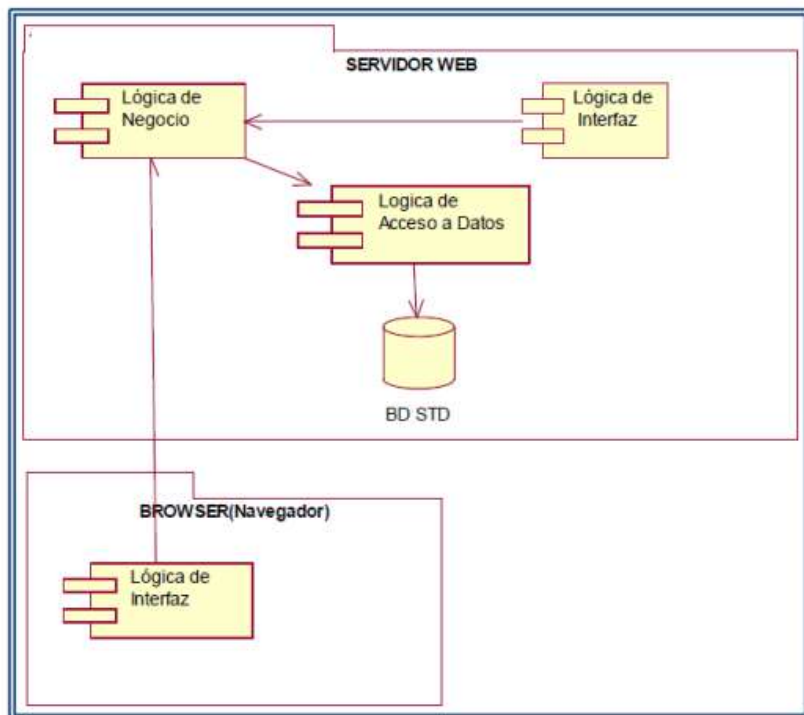 SERVIDOR WEB
Lógica de
Negocio
Lógica de
Interfaz
Logica de
Acceso a Datos
BD STD
BROWSER(Navegador)
Lógica de
Interfaz